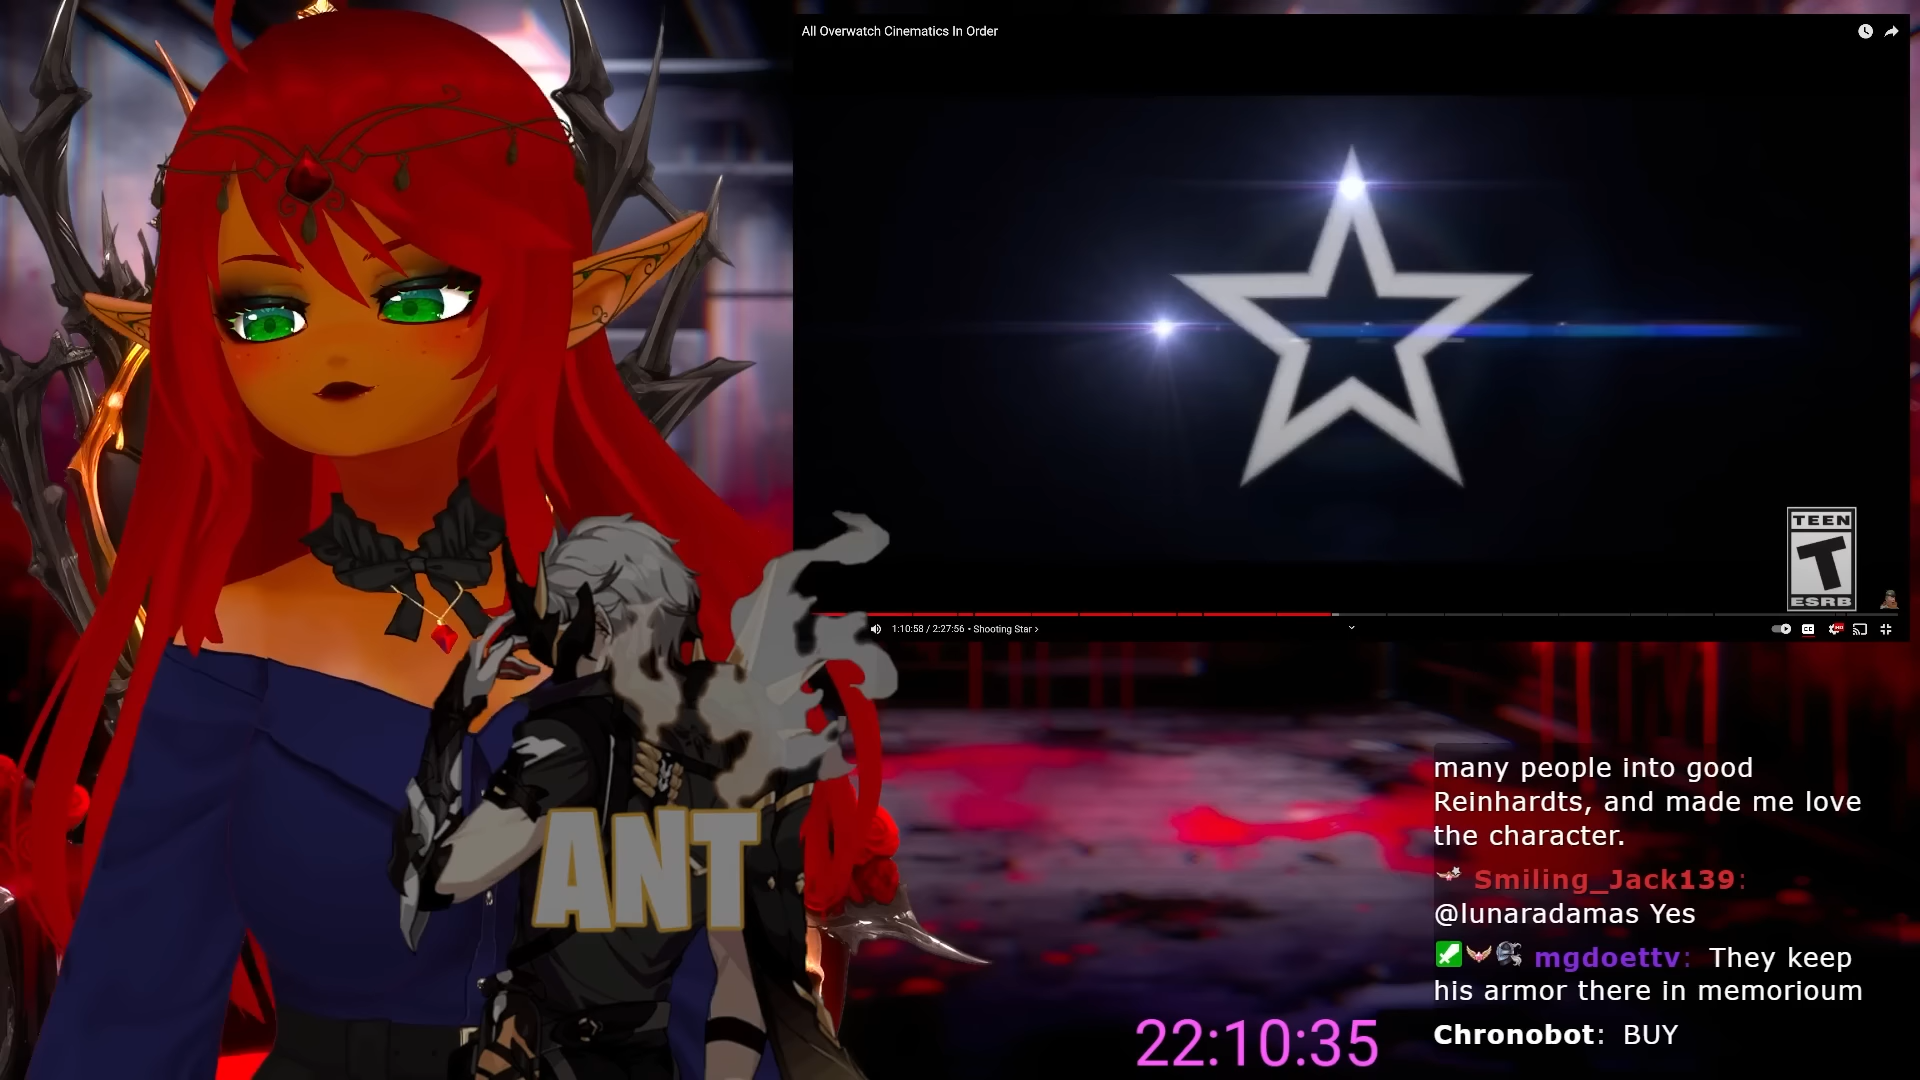 All Overwatch Cinematics In Order
TEEN
T
ESRB
1:10:58 / 2:27:56 • Shooting Star ›
CC
HD
ANT
many people into good
Reinhardts, and made me love
the character.
Smiling_Jack139:
@lunaradamas Yes
mgdoettv: They keep
his armor there in memorioum
Chronobot: BUY
22:10:35